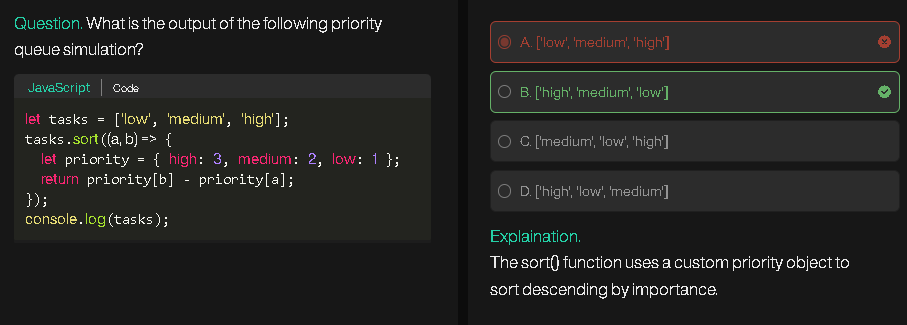 Question. What is the output of the following priority
queue simulation?
JavaScript | Code
let tasks = ['low', 'medium', 'high'];
tasks.sort((a, b) => {
  let priority = { high: 3, medium: 2, low: 1 };
  return priority[b] - priority[a];
});
console.log(tasks);
A. ['low', 'medium', 'high']
B. ['high', 'medium', 'low']
C. ['medium', 'low', 'high']
D. ['high', 'low', 'medium']
Explaination.
The sort() function uses a custom priority object to
sort descending by importance.